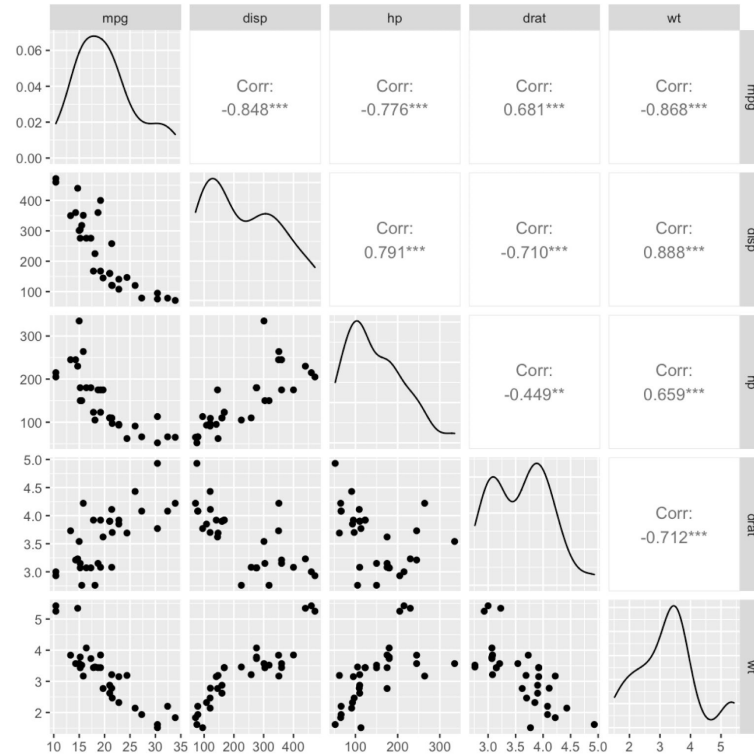 mpg disp hp drat wt
0.06
0.04
0.02
0.00
Corr:
-0.848***
Corr:
-0.776***
Corr:
0.681***
Corr:
-0.868***
mpg
400
300
200
100
Corr:
0.791***
Corr:
-0.710***
Corr:
0.888***
disp
300
200
100
Corr:
-0.449**
Corr:
0.659***
hp
5.0
4.5
4.0
3.5
3.0
Corr:
-0.712***
drat
5
4
3
2
wt
10 15 20 25 30 35
100 200 300 400
100 200 300
3.0 3.5 4.0 4.5 5.0
2 3 4 5